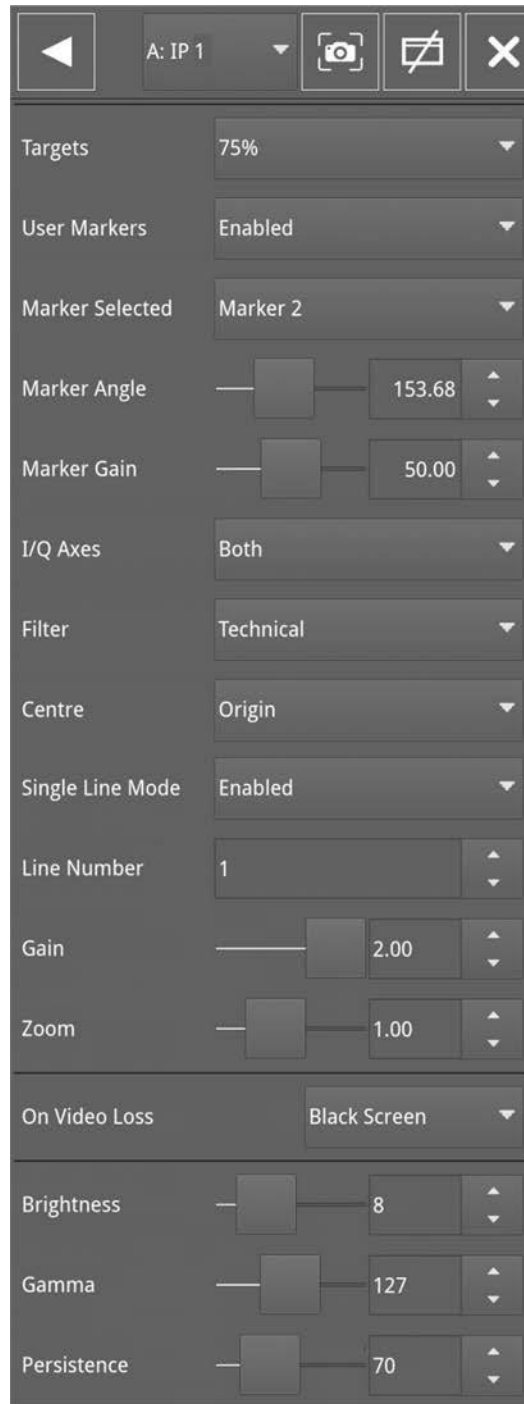 A: IP 1
Targets 75%
User Markers Enabled
Marker Selected Marker 2
Marker Angle 153.68
Marker Gain 50.00
I/Q Axes Both
Filter Technical
Centre Origin
Single Line Mode Enabled
Line Number 1
Gain 2.00
Zoom 1.00
On Video Loss Black Screen
Brightness 8
Gamma 127
Persistence 70